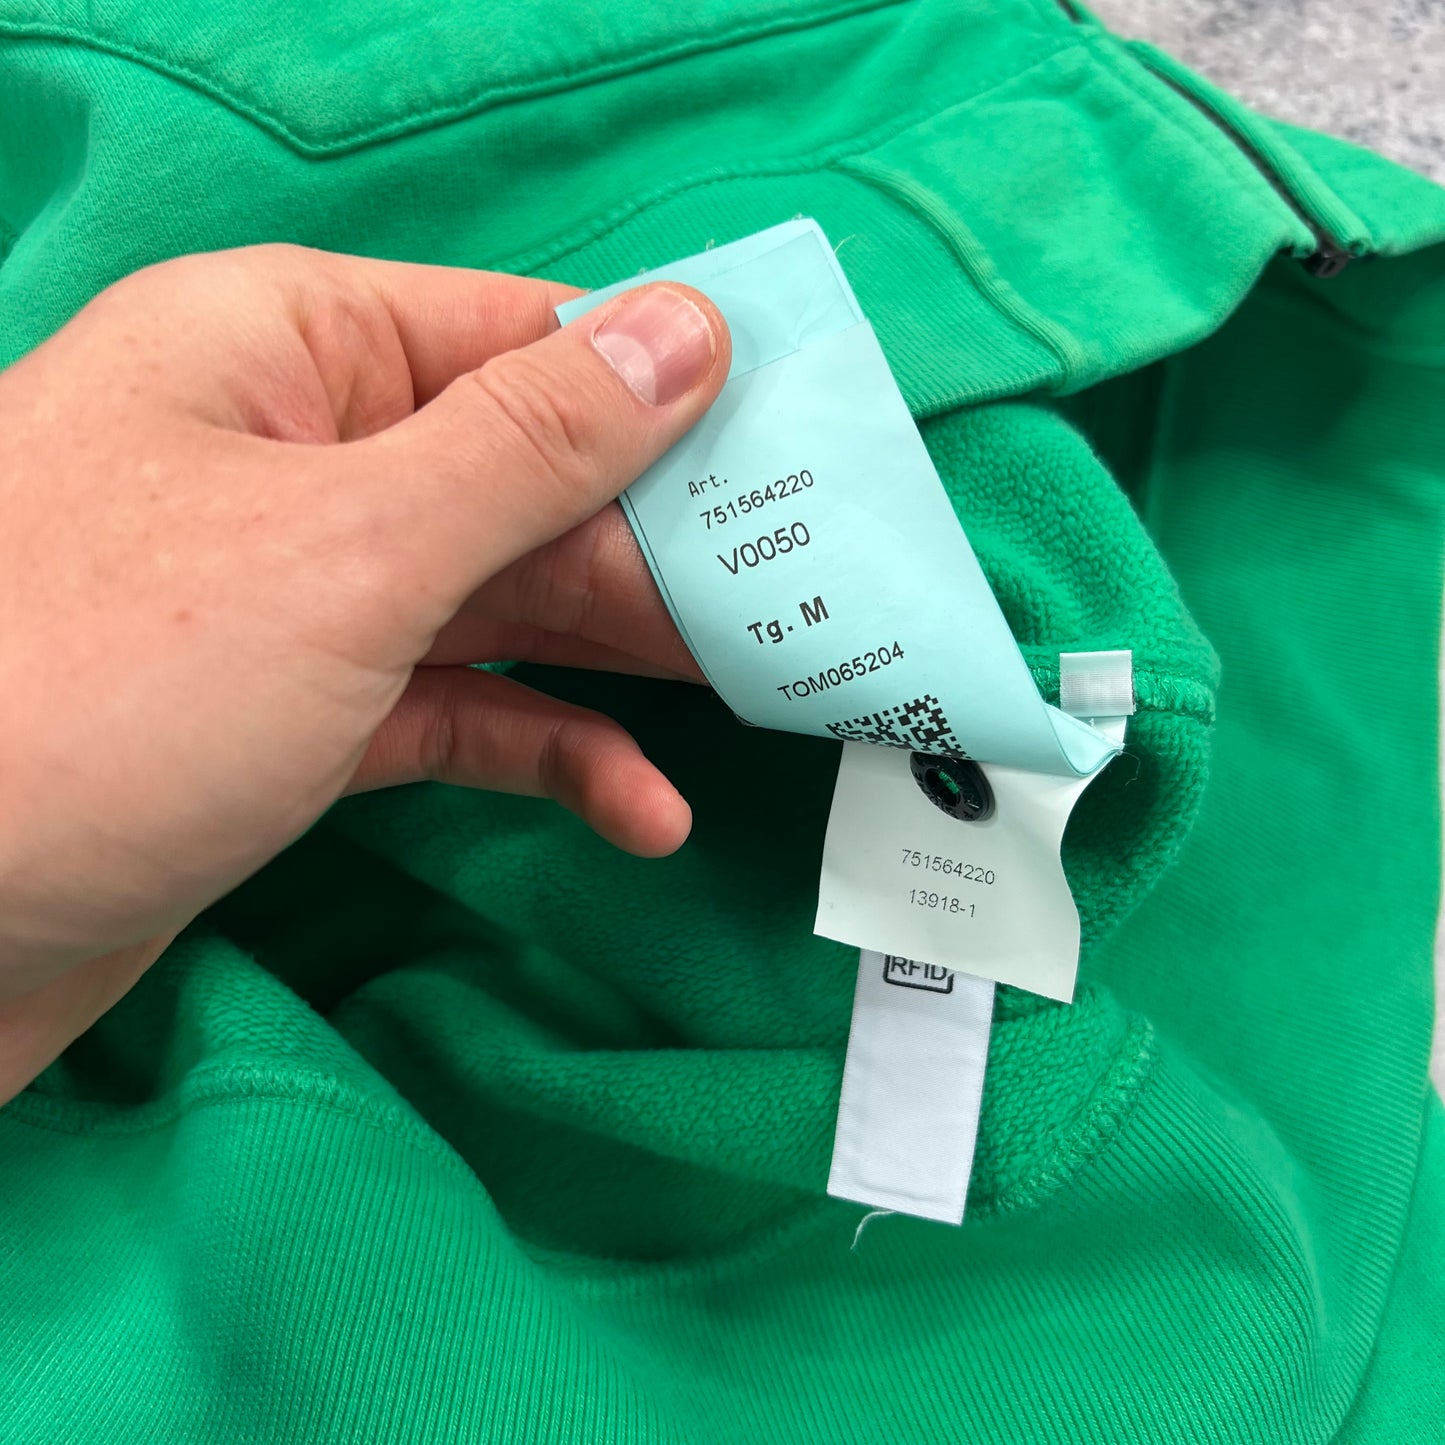 Art.
751564220
V0050
Tg. M
TOM065204
751564220
13918-1
RFID